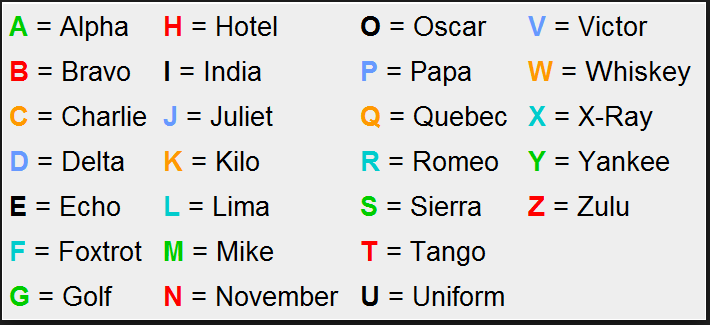 A = Alpha
B = Bravo
C = Charlie
D = Delta
E = Echo
F = Foxtrot
G = Golf
H = Hotel
I = India
J = Juliet
K = Kilo
L = Lima
M = Mike
N = November
O = Oscar
P = Papa
Q = Quebec
R = Romeo
S = Sierra
T = Tango
U = Uniform
V = Victor
W = Whiskey
X = X-Ray
Y = Yankee
Z = Zulu